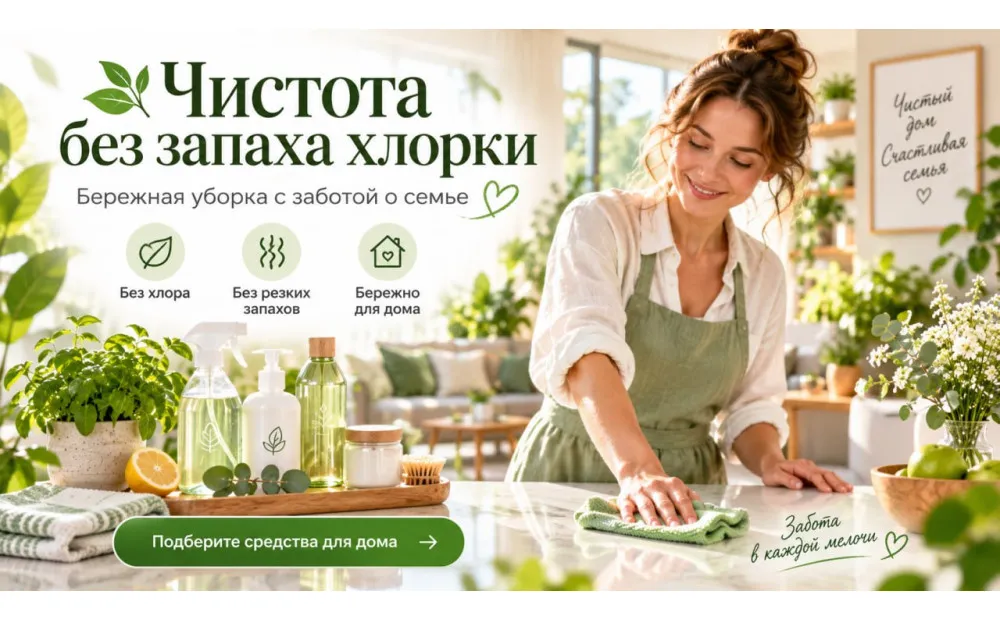 Чистота
без запаха хлорки
Бережная уборка с заботой о семье
Без хлора
Без резких
запахов
Бережно
для дома
Чистый
дом
Счастливая
семья
Подберите средства для дома
Забота
в каждой мелочи